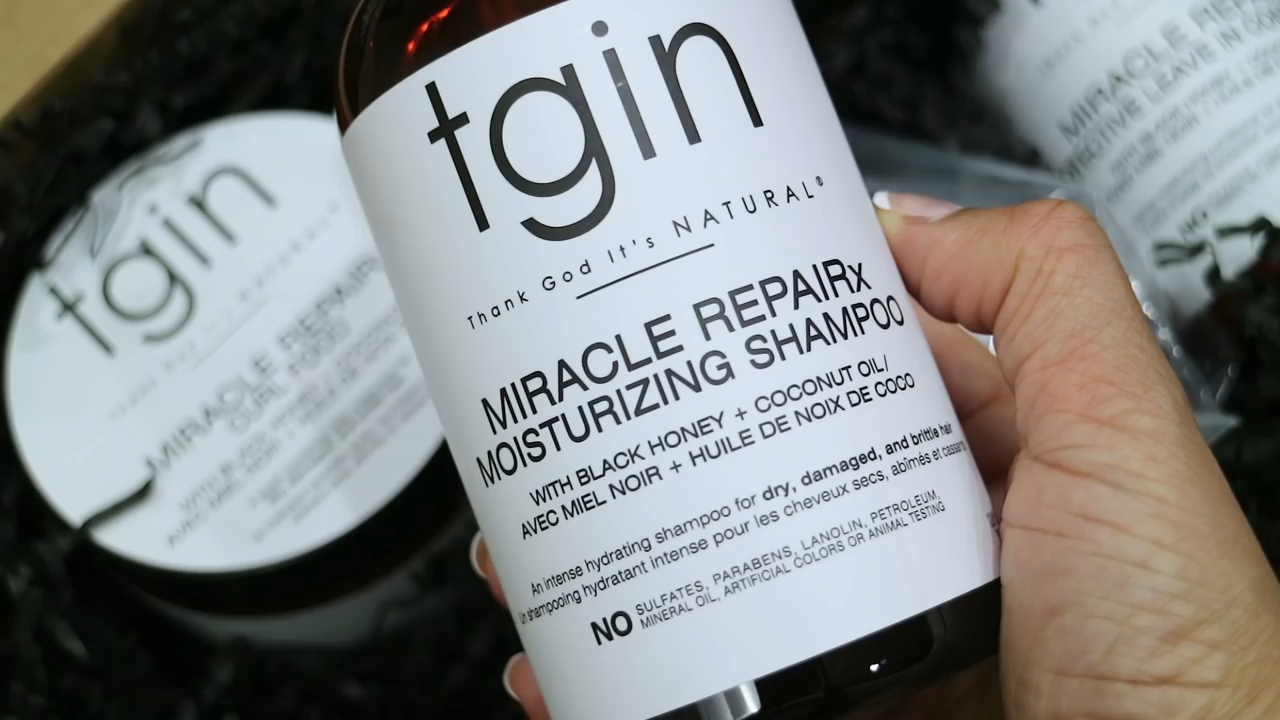 tgin
Thank God It's NATURAL®
MIRACLE REPAIRx
MOISTURIZING SHAMPOO
WITH BLACK HONEY + COCONUT OIL/
AVEC MIEL NOIR + HUILE DE NOIX DE COCO
An intense hydrating shampoo for dry, damaged, and brittle hair
Un shampooing hydratant intense pour les cheveux secs, abîmés et cassants
NO SULFATES, PARABENS, LANOLIN, PETROLEUM,
MINERAL OIL, ARTIFICIAL COLORS OR ANIMAL TESTING
tgin
MIRACLE REPAIRx
CURL FOOD
MIRACLE REPA
LEAVE IN CO
NO